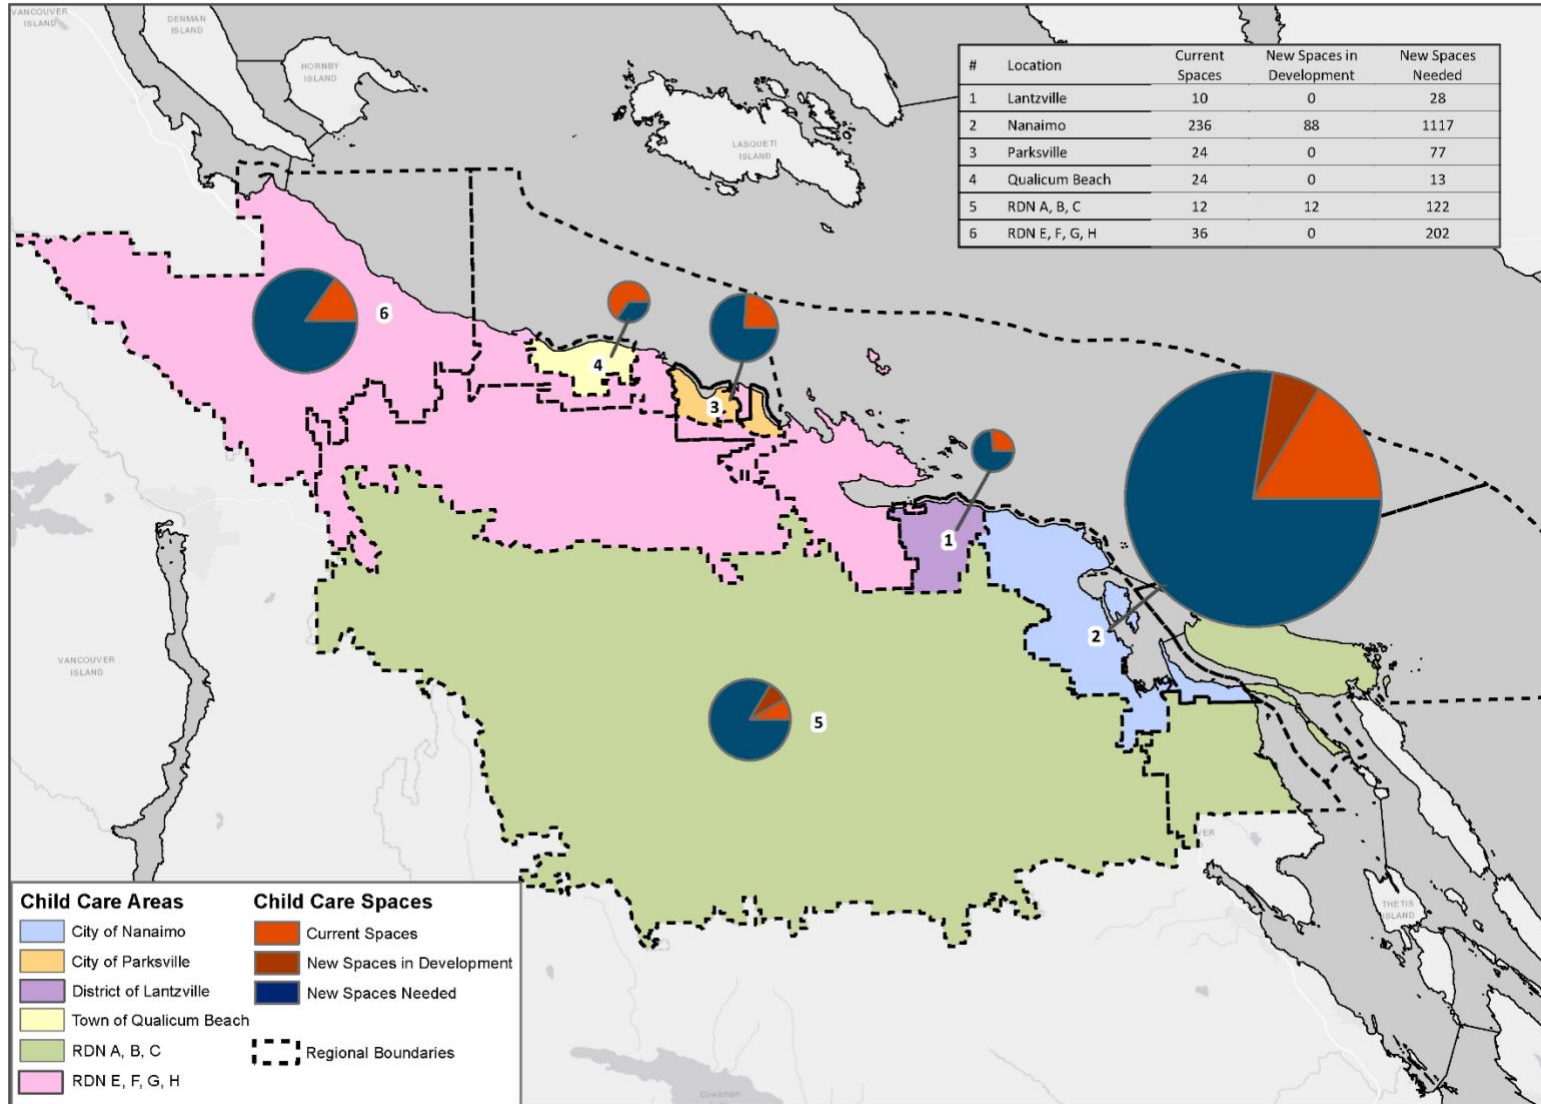 VANCOUVER
ISLAND
DENMAN
ISLAND
HORNBY
ISLAND
LASQUETI
ISLAND
# Location Current Spaces New Spaces in Development New Spaces Needed
1 Lantzville 10 0 28
2 Nanaimo 236 88 1117
3 Parksville 24 0 77
4 Qualicum Beach 24 0 13
5 RDN A, B, C 12 12 122
6 RDN E, F, G, H 36 0 202
6
4
3
1
2
5
VANCOUVER
ISLAND
VER
THETIS
ISLAND
Cowichan
Child Care Areas
City of Nanaimo
City of Parksville
District of Lantzville
Town of Qualicum Beach
RDN A, B, C
RDN E, F, G, H
Child Care Spaces
Current Spaces
New Spaces in Development
New Spaces Needed
Regional Boundaries